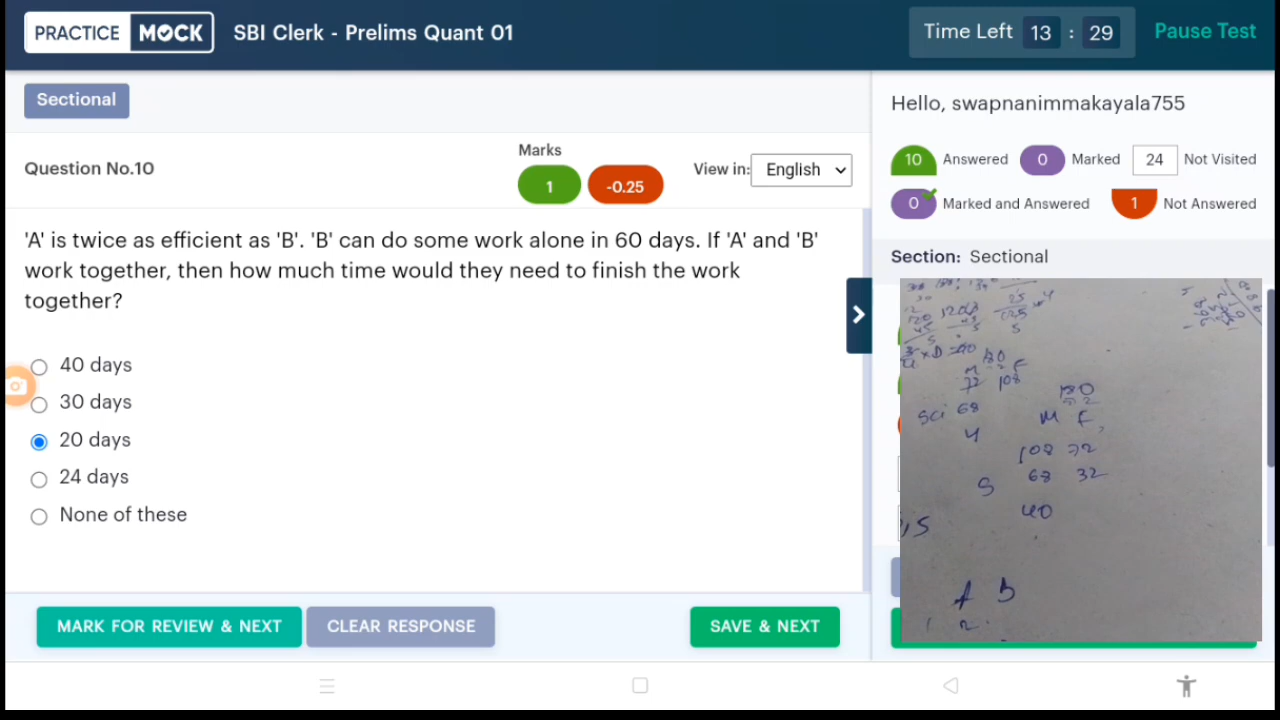 PRACTICE MOCK
SBI Clerk - Prelims Quant 01
Time Left 13 : 29
Pause Test
Sectional
Hello, swapnanimmakayala755
Question No.10
Marks
1 -0.25
View in: English
10 Answered 0 Marked 24 Not Visited
0 Marked and Answered 1 Not Answered
Section: Sectional
'A' is twice as efficient as 'B'. 'B' can do some work alone in 60 days. If 'A' and 'B'
work together, then how much time would they need to finish the work
together?
40 days
30 days
20 days
24 days
None of these
72 108
Sci 68
4
180
M F
108 72
S 68 32
40
A B
2
MARK FOR REVIEW & NEXT
CLEAR RESPONSE
SAVE & NEXT